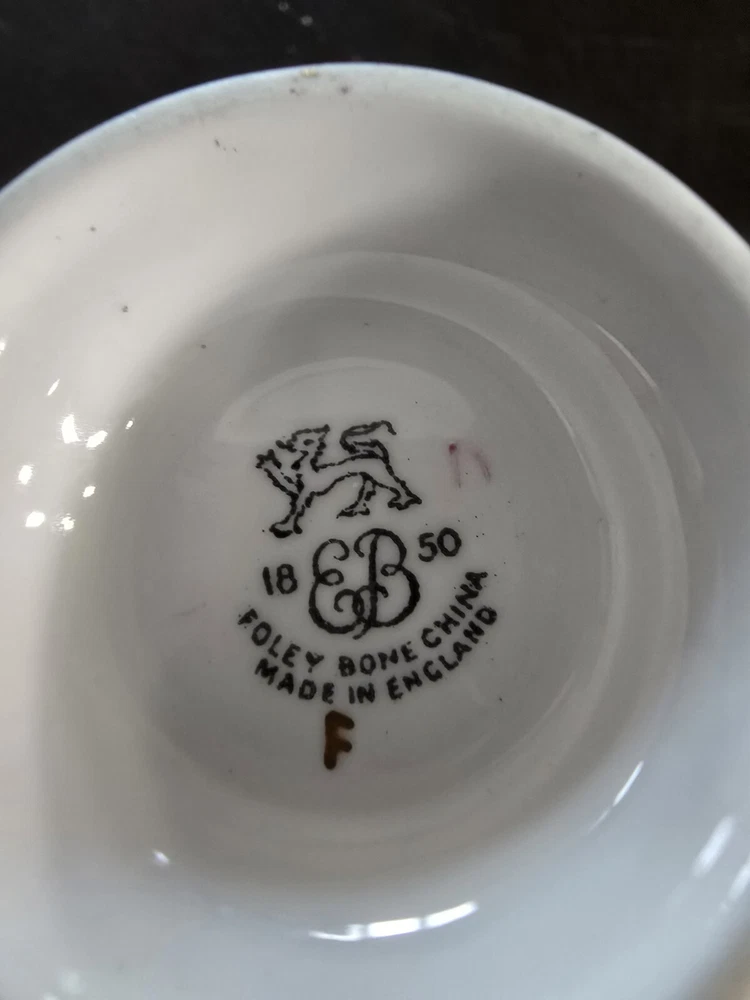 18 EB 50
FOLEY BONE CHINA
MADE IN ENGLAND
F